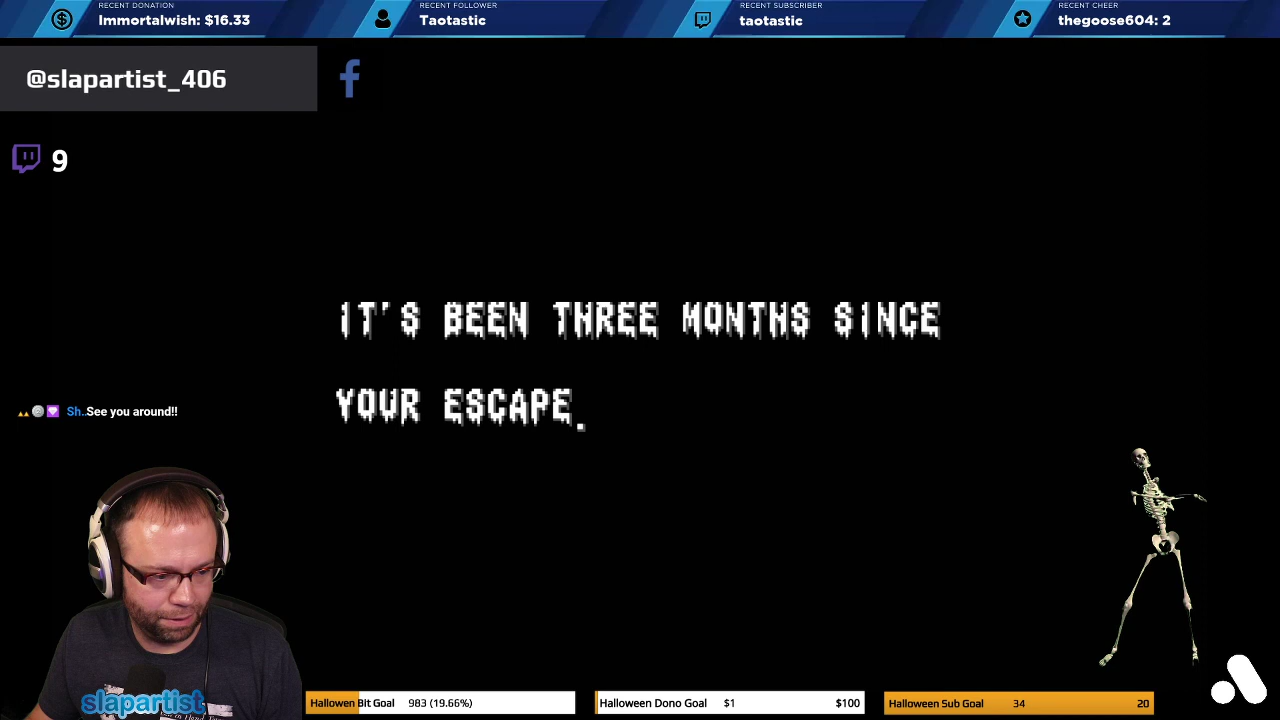 RECENT DONATION
Immortalwish: $16.33
RECENT FOLLOWER
Taotastic
RECENT SUBSCRIBER
taotastic
RECENT CHEER
thegoose604: 2
@slapartist_406
9
IT'S BEEN THREE MONTHS SINCE
YOUR ESCAPE.
Sh..See you around!!
slapartist
Hallowen Bit Goal 983 (19.66%)
Halloween Dono Goal $1 $100
Halloween Sub Goal 34 20